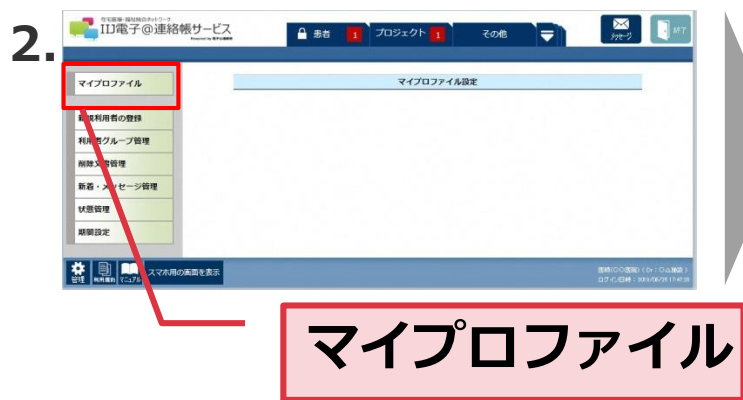 2.
在宅医療・福祉統合ネットワーク
IIJ電子@連絡帳サービス
患者 1 プロジェクト 1 その他
メッセージ
終了
マイプロファイル
マイプロファイル設定
新規利用者の登録
利用者グループ管理
削除文書管理
新着・メッセージ管理
状態管理
期間設定
管理 利用規約 マニュアル スマホ用の画面を表示
マイプロファイル